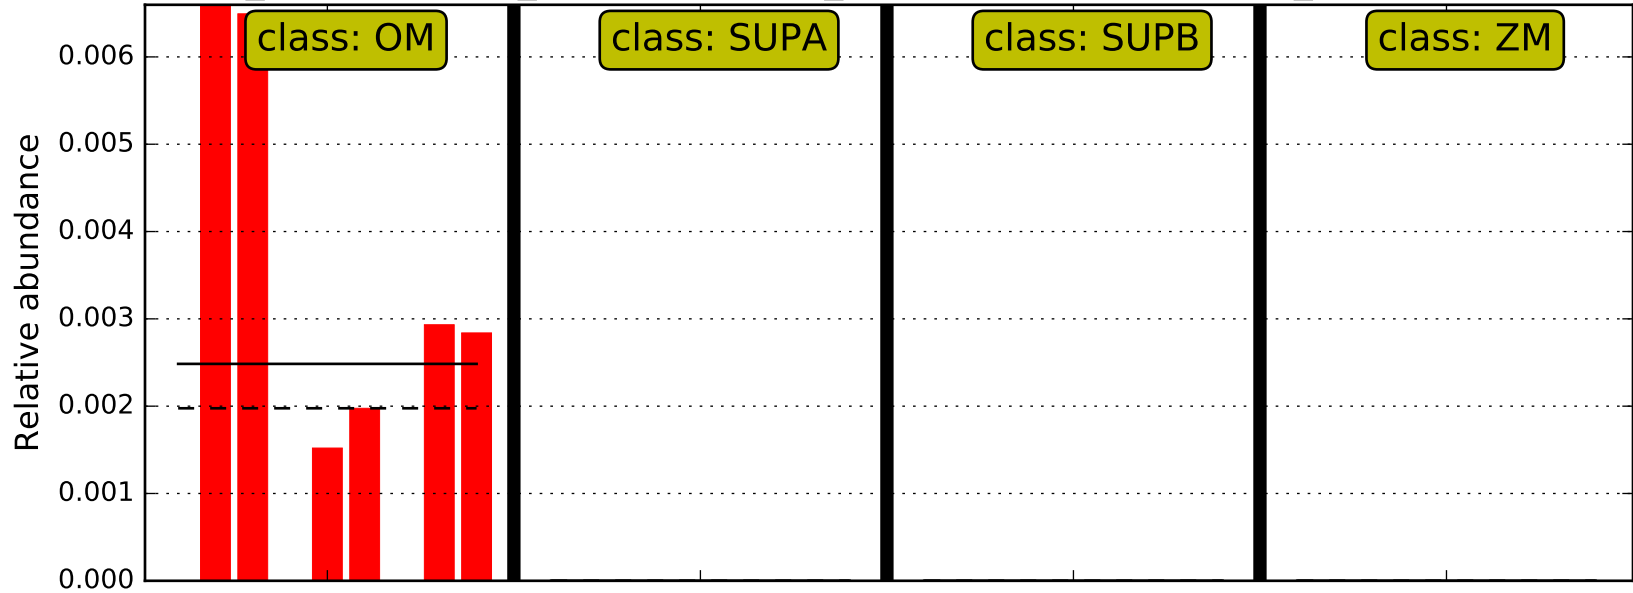 class: OM
class: SUPA
class: SUPB
class: ZM
Relative abundance
0.006
0.005
0.004
0.003
0.002
0.001
0.000